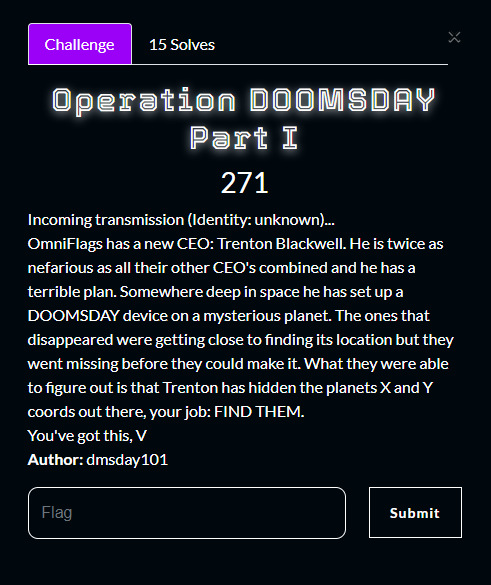 Challenge
15 Solves
Operation DOOMSDAY
Part I
271
Incoming transmission (Identity: unknown)...
OmniFlags has a new CEO: Trenton Blackwell. He is twice as
nefarious as all their other CEO's combined and he has a
terrible plan. Somewhere deep in space he has set up a
DOOMSDAY device on a mysterious planet. The ones that
disappeared were getting close to finding its location but they
went missing before they could make it. What they were able
to figure out is that Trenton has hidden the planets X and Y
coords out there, your job: FIND THEM.
You've got this, V
Author: dmsday101
Flag
Submit